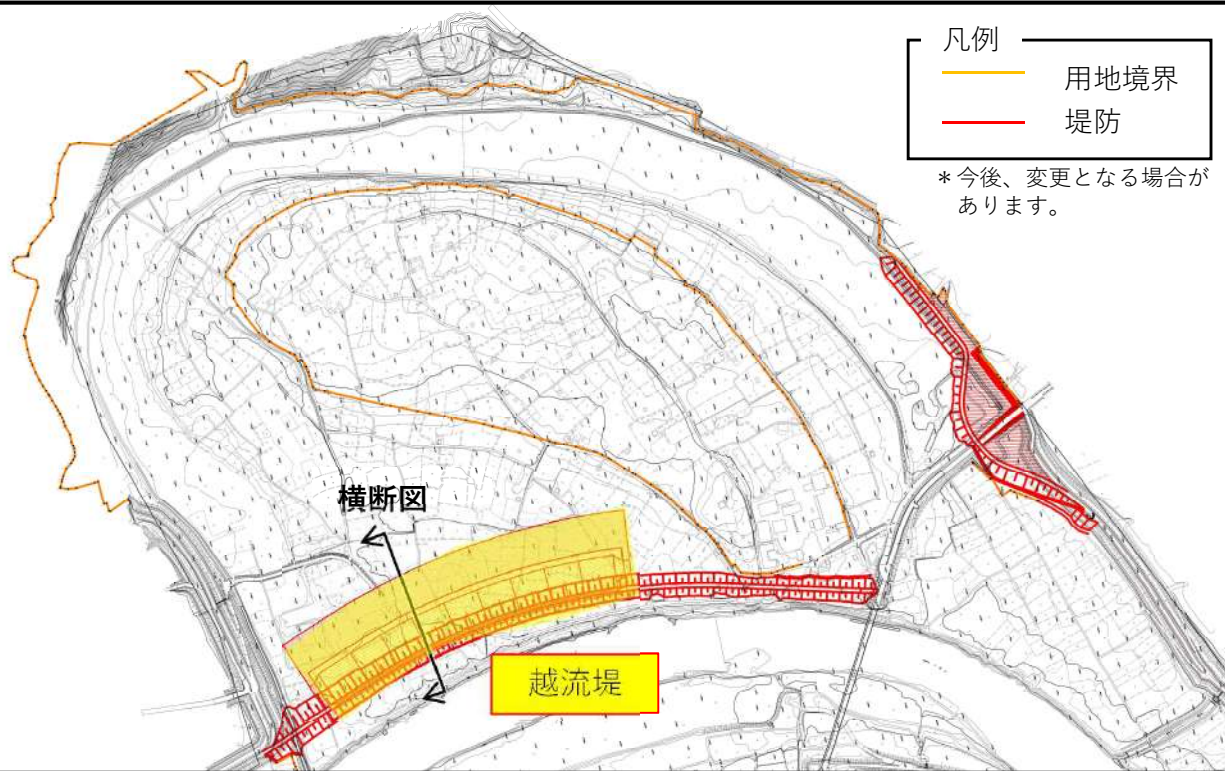 凡例
用地境界
堤防
*今後、変更となる場合が
あります。
横断図
越流堤